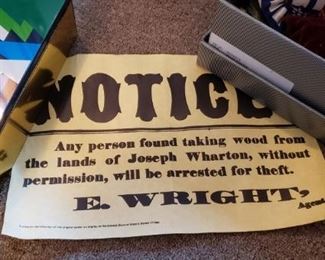 NOTICE
Any person found taking wood from
the lands of Joseph Wharton, without
permission, will be arrested for theft.
E. WRIGHT,
Agent